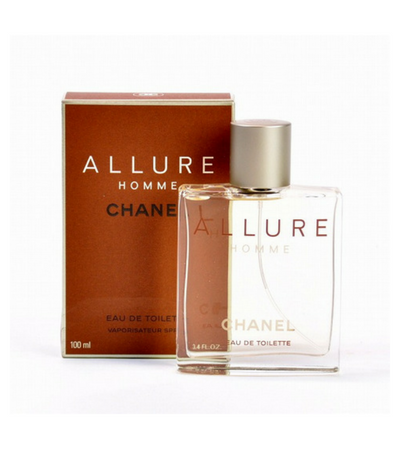 ALLURE
HOMME
CHANEL
EAU DE TOILETTE
VAPORISATEUR
100 ml
ALLURE
HOMME
CHANEL
EAU DE TOILETTE
3.4 FL. OZ.